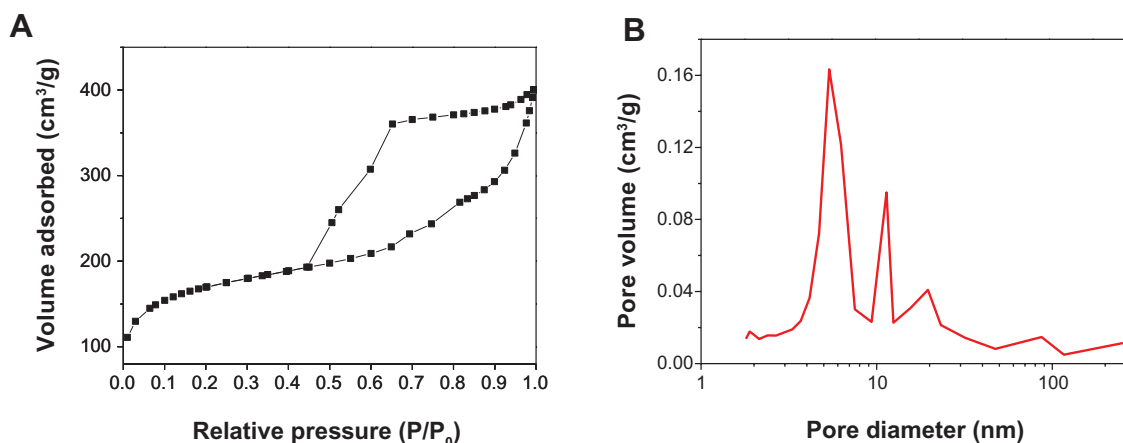 A
Volume adsorbed (cm³/g)
400
300
200
100
0.0 0.1 0.2 0.3 0.4 0.5 0.6 0.7 0.8 0.9 1.0
Relative pressure (P/P₀)
B
Pore volume (cm³/g)
0.16
0.12
0.08
0.04
0.00
1 10 100
Pore diameter (nm)